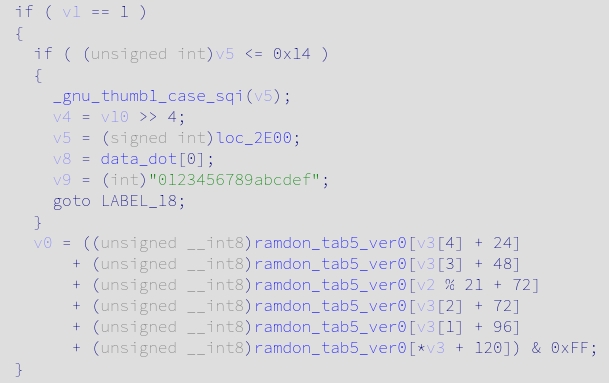 if ( v1 == 1 )
{
if ( (unsigned int)v5 <= 0x14 )
{
_gnu_thumb1_case_sqi(v5);
v4 = v10 >> 4;
v5 = (signed int)loc_2E00;
v8 = data_dot[0];
v9 = (int)"0123456789abcdef";
goto LABEL_18;
}
v0 = ((unsigned __int8)ramdon_tab5_ver0[v3[4] + 24]
+ (unsigned __int8)ramdon_tab5_ver0[v3[3] + 48]
+ (unsigned __int8)ramdon_tab5_ver0[v2 % 21 + 72]
+ (unsigned __int8)ramdon_tab5_ver0[v3[2] + 72]
+ (unsigned __int8)ramdon_tab5_ver0[v3[1] + 96]
+ (unsigned __int8)ramdon_tab5_ver0[*v3 + 120]) & 0xFF;
}